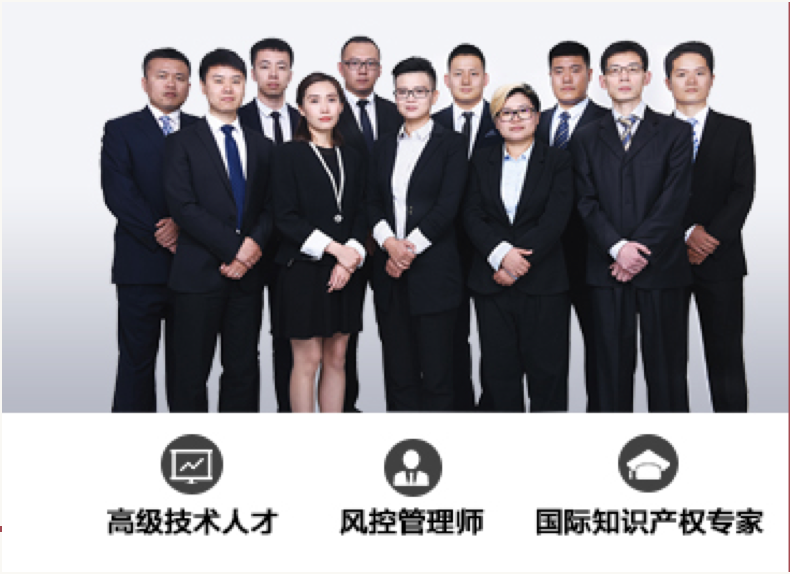 高级技术人才
风控管理师
国际知识产权专家